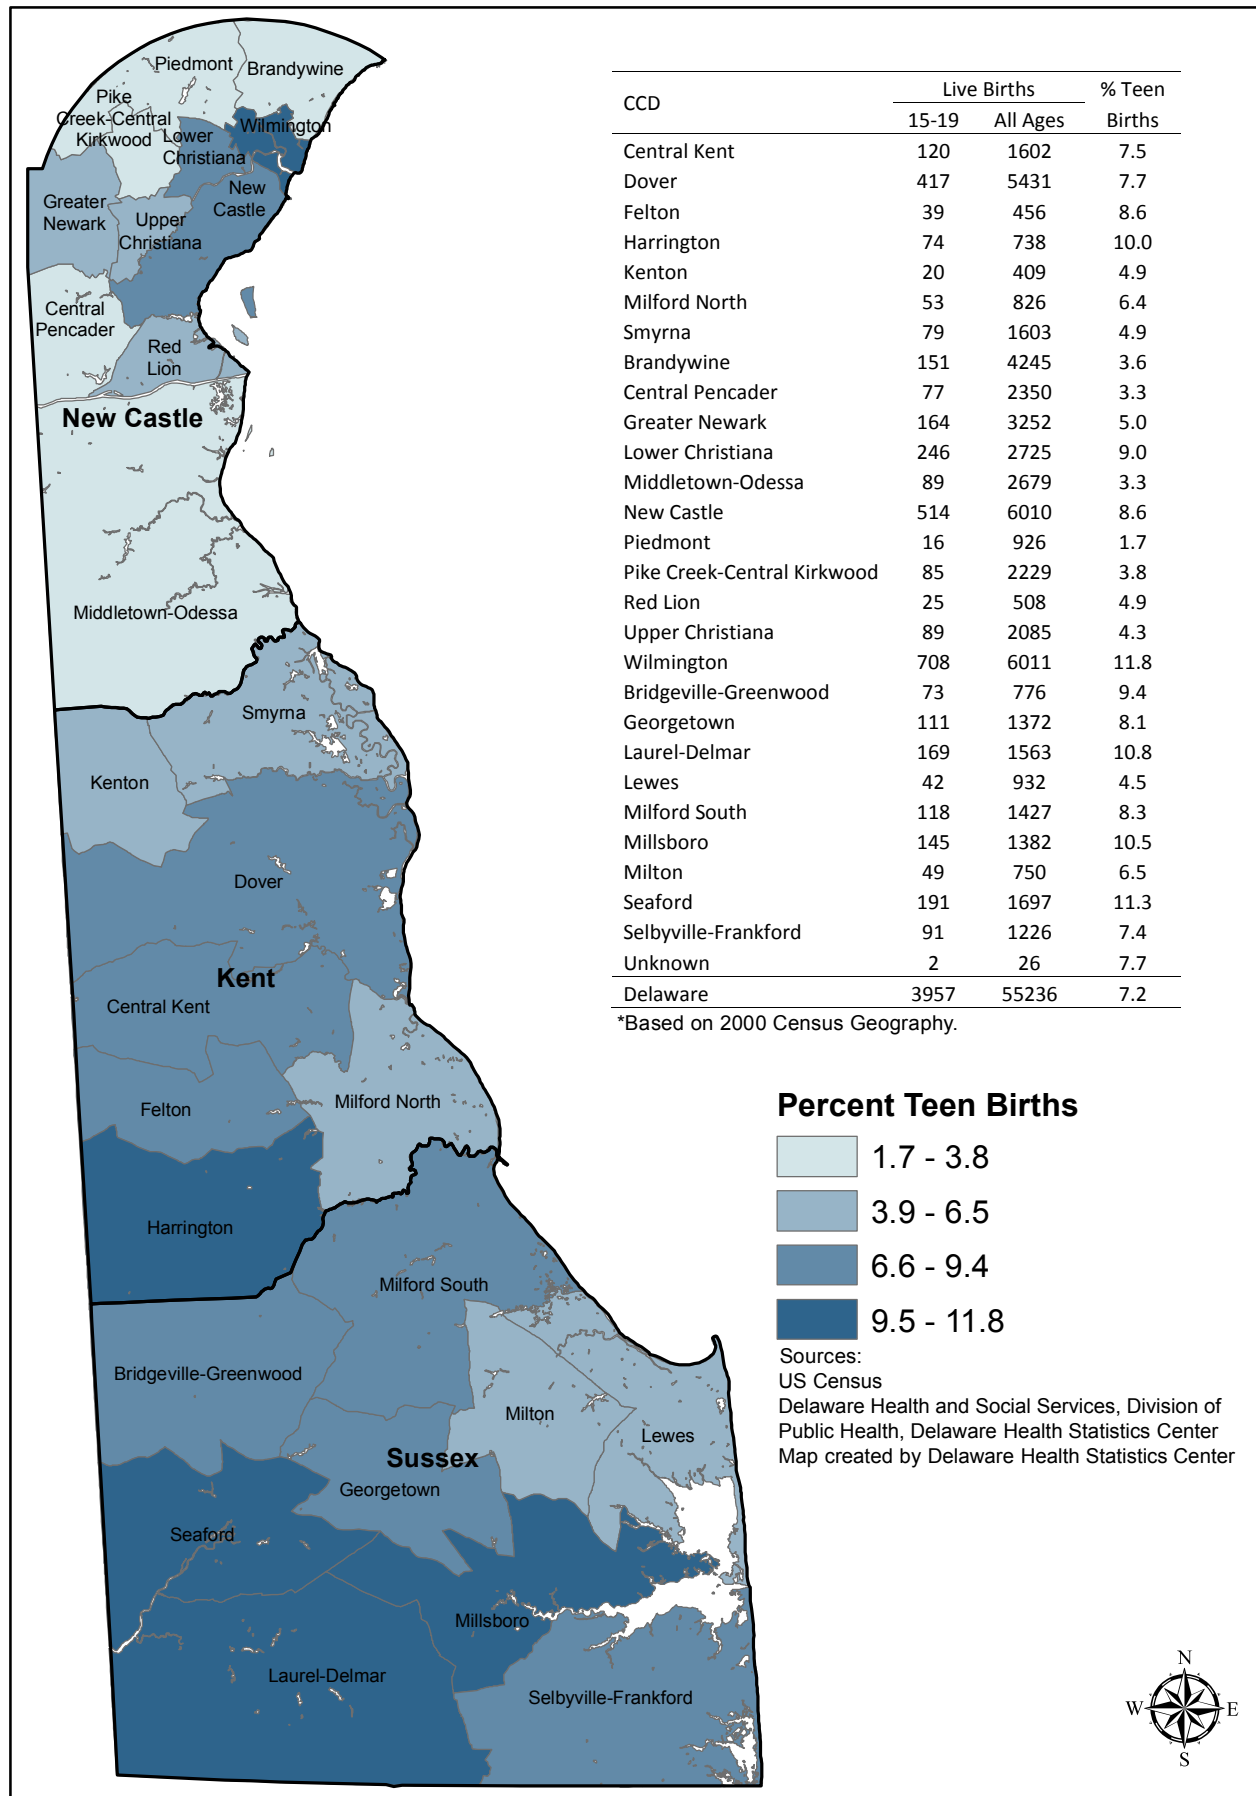 Piedmont
Brandywine
Pike
Creek-Central
Kirkwood
Lower
Christiana
Wilmington
Greater
Newark
Upper
Christiana
New
Castle
Central
Pencader
Red
Lion
New Castle
Middletown-Odessa
Smyrna
Kenton
Dover
Kent
Central Kent
Felton
Milford North
Harrington
Milford South
Bridgeville-Greenwood
Milton
Lewes
Sussex
Georgetown
Seaford
Millsboro
Laurel-Delmar
Selbyville-Frankford
CCD Live Births % Teen
15-19 All Ages Births
Central Kent 120 1602 7.5
Dover 417 5431 7.7
Felton 39 456 8.6
Harrington 74 738 10.0
Kenton 20 409 4.9
Milford North 53 826 6.4
Smyrna 79 1603 4.9
Brandywine 151 4245 3.6
Central Pencader 77 2350 3.3
Greater Newark 164 3252 5.0
Lower Christiana 246 2725 9.0
Middletown-Odessa 89 2679 3.3
New Castle 514 6010 8.6
Piedmont 16 926 1.7
Pike Creek-Central Kirkwood 85 2229 3.8
Red Lion 25 508 4.9
Upper Christiana 89 2085 4.3
Wilmington 708 6011 11.8
Bridgeville-Greenwood 73 776 9.4
Georgetown 111 1372 8.1
Laurel-Delmar 169 1563 10.8
Lewes 42 932 4.5
Milford South 118 1427 8.3
Millsboro 145 1382 10.5
Milton 49 750 6.5
Seaford 191 1697 11.3
Selbyville-Frankford 91 1226 7.4
Unknown 2 26 7.7
Delaware 3957 55236 7.2
*Based on 2000 Census Geography.
Percent Teen Births
1.7 - 3.8
3.9 - 6.5
6.6 - 9.4
9.5 - 11.8
Sources:
US Census
Delaware Health and Social Services, Division of
Public Health, Delaware Health Statistics Center
Map created by Delaware Health Statistics Center
N
W E
S